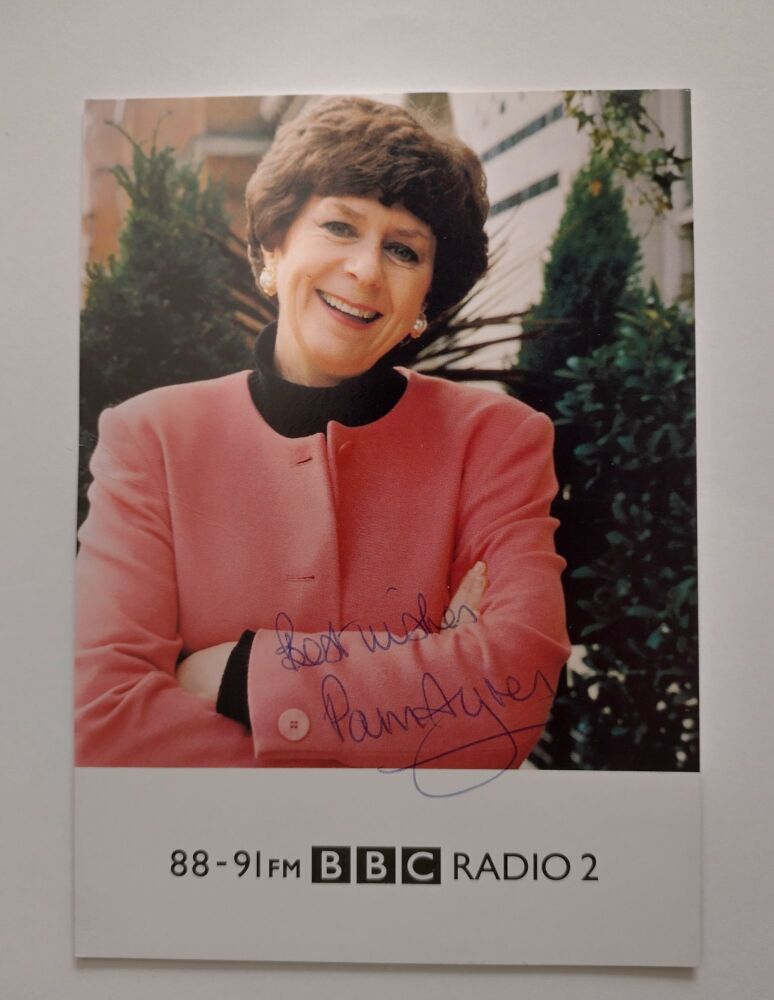 Best wishes
Pam Ayres
88-91FM BBC RADIO 2